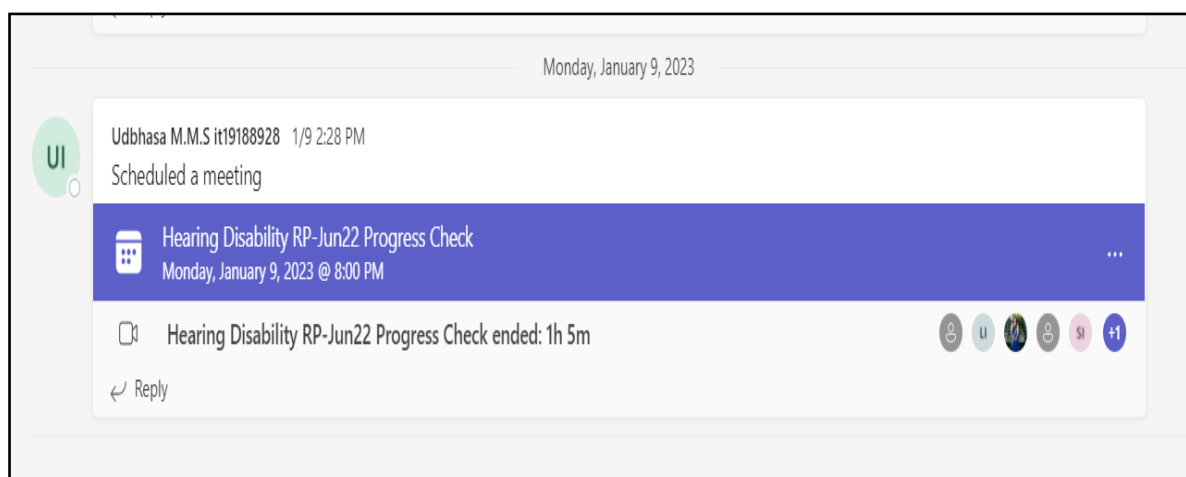 Monday, January 9, 2023
UI
Udbhasa M.M.S it19188928 1/9 2:28 PM
Scheduled a meeting
Hearing Disability RP-Jun22 Progress Check
Monday, January 9, 2023 @ 8:00 PM
...
Hearing Disability RP-Jun22 Progress Check ended: 1h 5m
LI
SI
+1
Reply